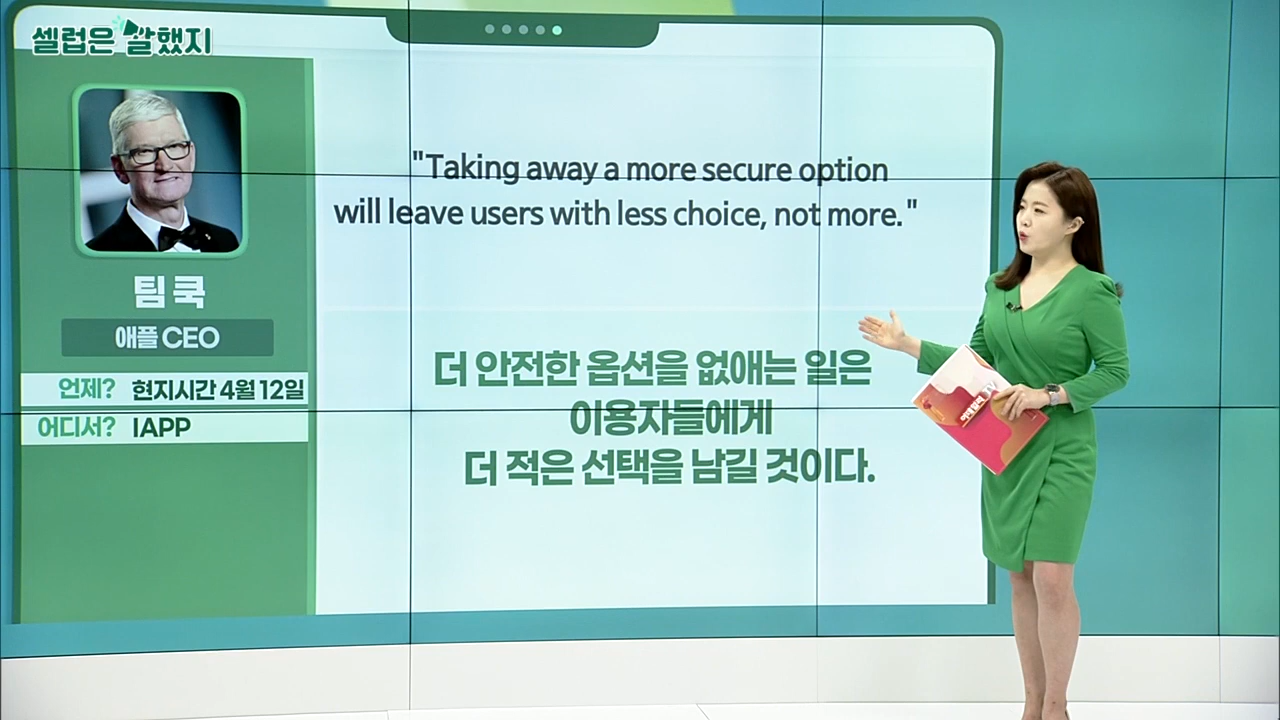 셀럽은 말했지
"Taking away a more secure option
will leave users with less choice, not more."
팀 쿡
애플 CEO
언제? 현지시간 4월 12일
어디서? IAPP
더 안전한 옵션을 없애는 일은
이용자들에게
더 적은 선택을 남길 것이다.